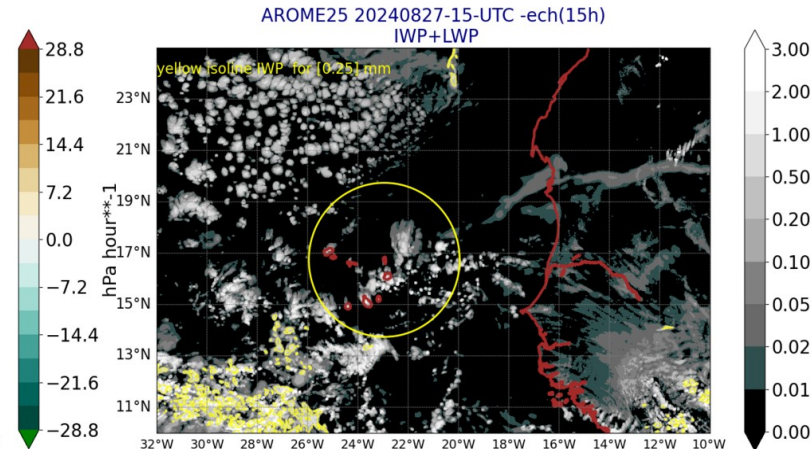 AROME25 20240827-15-UTC -ech(15h)
IWP+LWP
yellow isoline IWP for [0.25] mm
28.8
21.6
14.4
7.2
0.0
−7.2
−14.4
−21.6
−28.8
hPa hour**-1
23°N
21°N
19°N
17°N
15°N
13°N
11°N
32°W 30°W 28°W 26°W 24°W 22°W 20°W 18°W 16°W 14°W 12°W 10°W
3.00
2.00
1.00
0.50
0.20
0.10
0.05
0.02
0.01
0.00